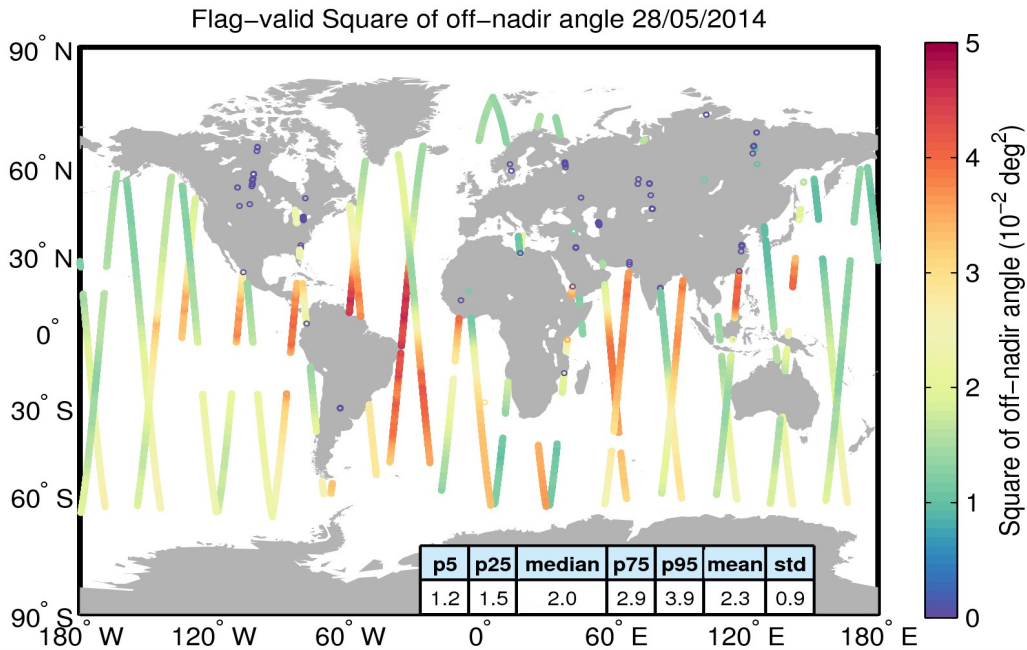 Flag−valid Square of off−nadir angle 28/05/2014
90° N
60° N
30° N
0°
30° S
60° S
90° S
180° W
120° W
60° W
0°
60° E
120° E
180° E
p5 p25 median p75 p95 mean std
1.2 1.5 2.0 2.9 3.9 2.3 0.9
5
4
3
2
1
0
Square of off−nadir angle (10⁻² deg²)